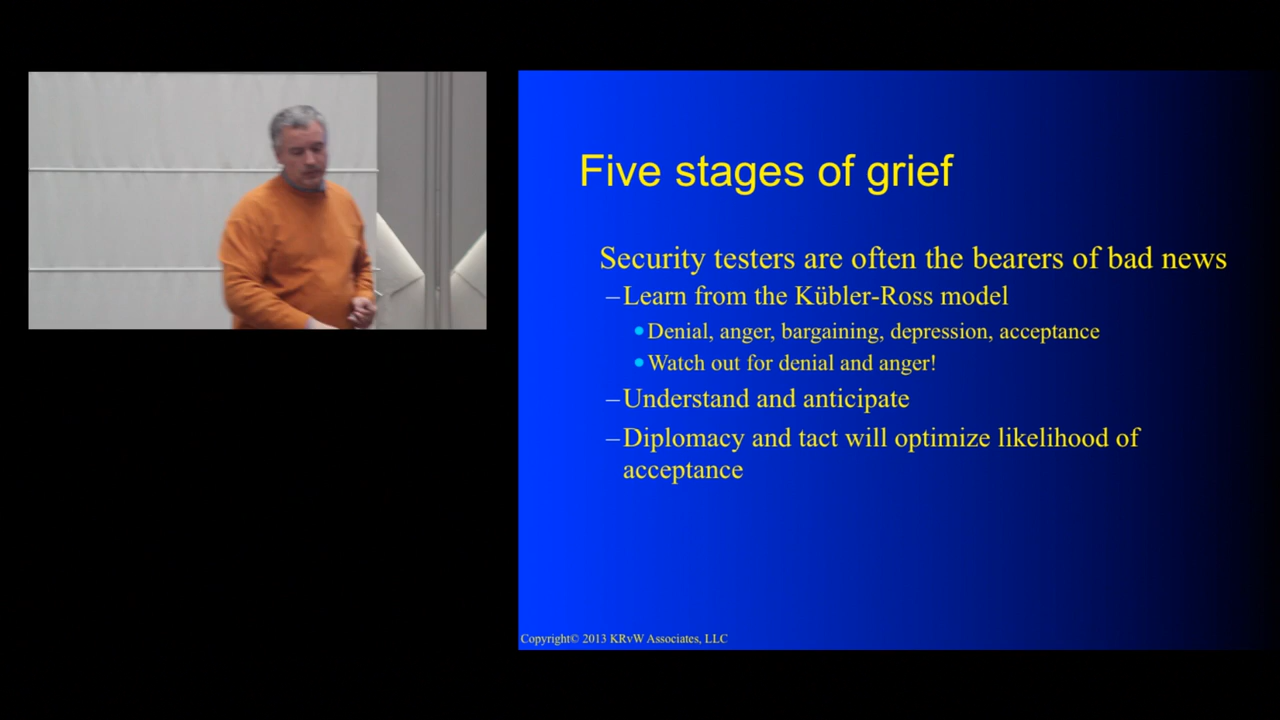 Five stages of grief
Security testers are often the bearers of bad news
–Learn from the Kübler-Ross model
•Denial, anger, bargaining, depression, acceptance
•Watch out for denial and anger!
–Understand and anticipate
–Diplomacy and tact will optimize likelihood of
acceptance
Copyright© 2013 KRvW Associates, LLC